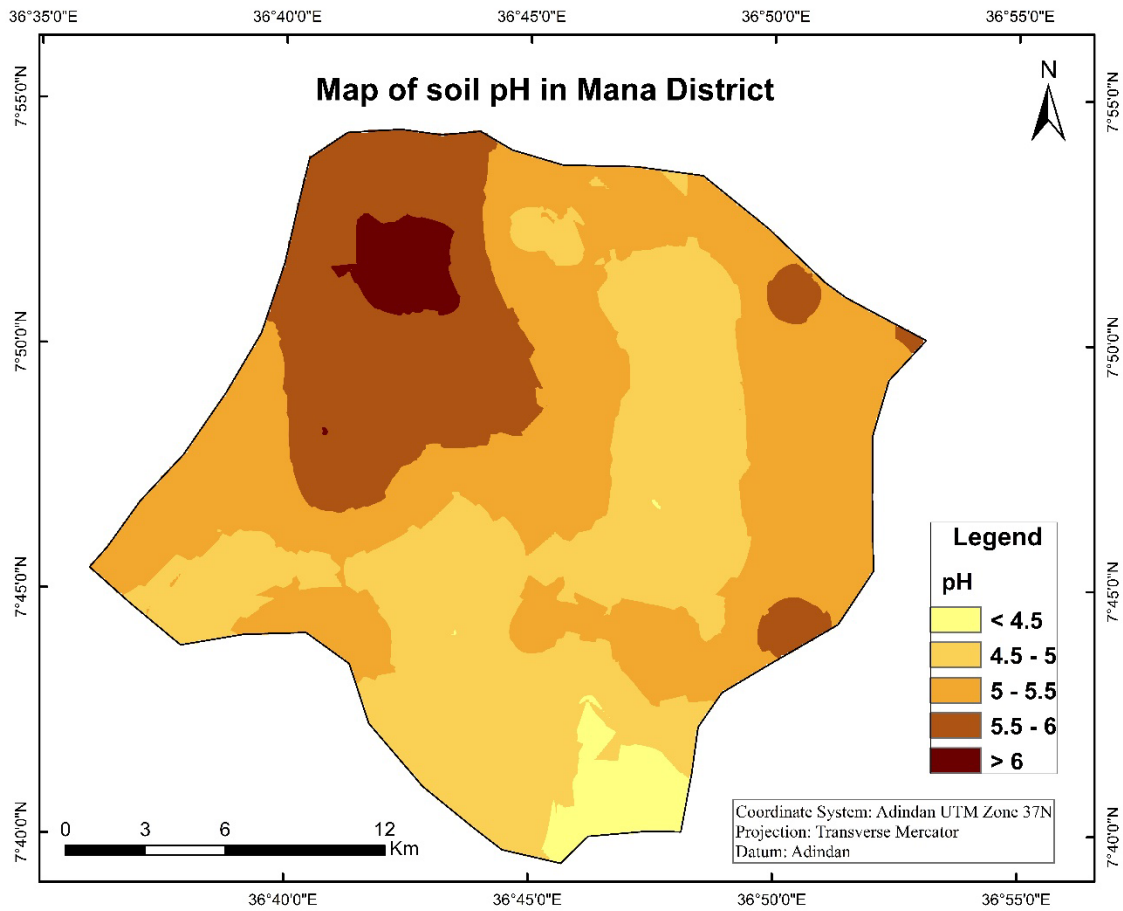 36°35'0"E 36°40'0"E 36°45'0"E 36°50'0"E 36°55'0"E
Map of soil pH in Mana District
N
7°55'0"N 7°55'0"N
7°50'0"N 7°50'0"N
7°45'0"N 7°45'0"N
7°40'0"N 7°40'0"N
Legend
pH
< 4.5
4.5 - 5
5 - 5.5
5.5 - 6
> 6
Coordinate System: Adindan UTM Zone 37N
Projection: Transverse Mercator
Datum: Adindan
0 3 6 12
Km
36°40'0"E 36°45'0"E 36°50'0"E 36°55'0"E